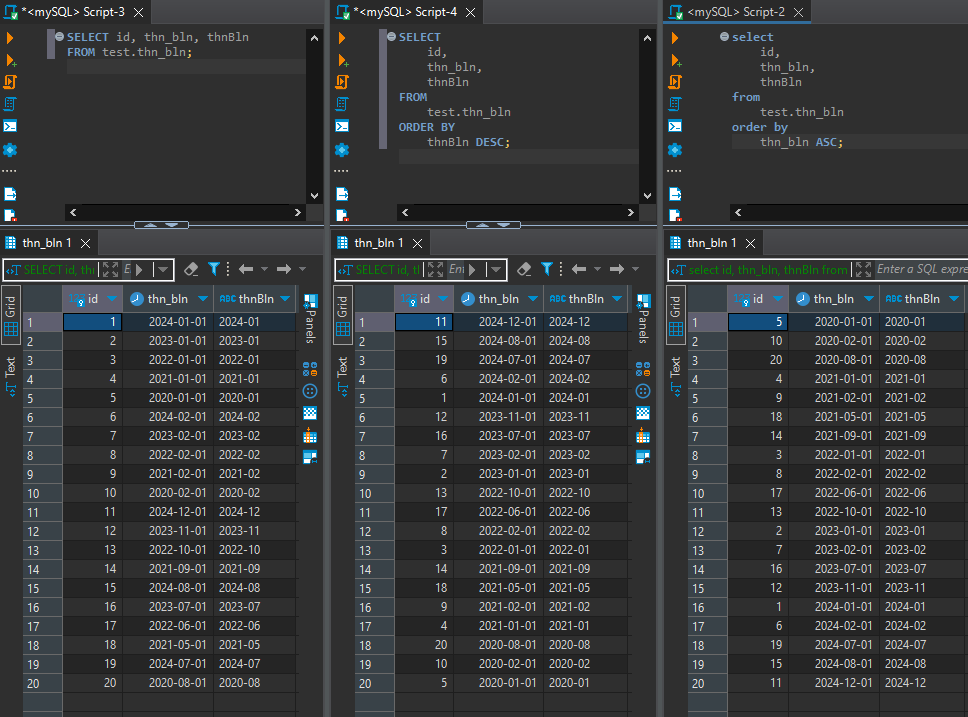 *<mySQL> Script-3
SELECT id, thn_bln, thnBln
FROM test.thn_bln;
thn_bln 1
SELECT id, thn
E
Grid
Text
id thn_bln ABC thnBln
Panels
1 1 2024-01-01 2024-01
2 2 2023-01-01 2023-01
3 3 2022-01-01 2022-01
4 4 2021-01-01 2021-01
5 5 2020-01-01 2020-01
6 6 2024-02-01 2024-02
7 7 2023-02-01 2023-02
8 8 2022-02-01 2022-02
9 9 2021-02-01 2021-02
10 10 2020-02-01 2020-02
11 11 2024-12-01 2024-12
12 12 2023-11-01 2023-11
13 13 2022-10-01 2022-10
14 14 2021-09-01 2021-09
15 15 2024-08-01 2024-08
16 16 2023-07-01 2023-07
17 17 2022-06-01 2022-06
18 18 2021-05-01 2021-05
19 19 2024-07-01 2024-07
20 20 2020-08-01 2020-08
*<mySQL> Script-4
SELECT
id,
thn_bln,
thnBln
FROM
test.thn_bln
ORDER BY
thnBln DESC;
thn_bln 1
SELECT id, tl
Ent
Grid
Text
id thn_bln ABC thnBln
Panels
1 11 2024-12-01 2024-12
2 15 2024-08-01 2024-08
3 19 2024-07-01 2024-07
4 6 2024-02-01 2024-02
5 1 2024-01-01 2024-01
6 12 2023-11-01 2023-11
7 16 2023-07-01 2023-07
8 7 2023-02-01 2023-02
9 2 2023-01-01 2023-01
10 13 2022-10-01 2022-10
11 17 2022-06-01 2022-06
12 8 2022-02-01 2022-02
13 3 2022-01-01 2022-01
14 14 2021-09-01 2021-09
15 18 2021-05-01 2021-05
16 9 2021-02-01 2021-02
17 4 2021-01-01 2021-01
18 20 2020-08-01 2020-08
19 10 2020-02-01 2020-02
20 5 2020-01-01 2020-01
<mySQL> Script-2
select
id,
thn_bln,
thnBln
from
test.thn_bln
order by
thn_bln ASC;
thn_bln 1
select id, thn_bln, thnBln from
Enter a SQL expre
Grid
Text
id thn_bln ABC thnBln
1 5 2020-01-01 2020-01
2 10 2020-02-01 2020-02
3 20 2020-08-01 2020-08
4 4 2021-01-01 2021-01
5 9 2021-02-01 2021-02
6 18 2021-05-01 2021-05
7 14 2021-09-01 2021-09
8 3 2022-01-01 2022-01
9 8 2022-02-01 2022-02
10 17 2022-06-01 2022-06
11 13 2022-10-01 2022-10
12 2 2023-01-01 2023-01
13 7 2023-02-01 2023-02
14 16 2023-07-01 2023-07
15 12 2023-11-01 2023-11
16 1 2024-01-01 2024-01
17 6 2024-02-01 2024-02
18 19 2024-07-01 2024-07
19 15 2024-08-01 2024-08
20 11 2024-12-01 2024-12